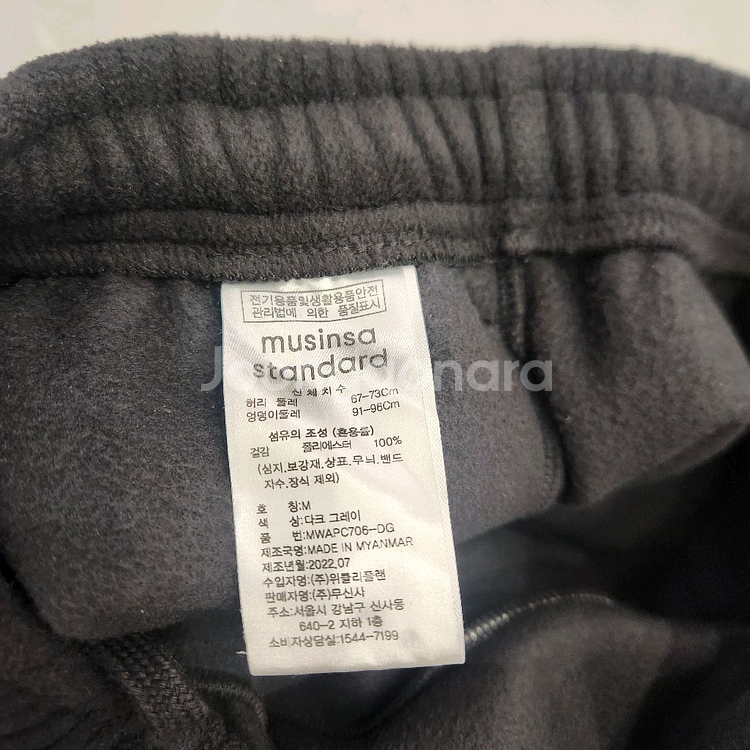 전기용품및생활용품안전
관리법에 의한 품질표시
musinsa
standard
Joongonara
신체치수
허리 둘레 67-73Cm
엉덩이둘레 91-96Cm
섬유의 조성 (혼용률)
겉감 폴리에스터 100%
(심지.보강재.상표.무늬.밴드
자수.장식 제외)
호 칭:M
색 상:다크 그레이
품 번:MWAPC706-DG
제조국명:MADE IN MYANMAR
제조년월:2022.07
수입자명:(주)위클리플랜
판매자명:(주)무신사
주소:서울시 강남구 신사동
640-2 지하 1층
소비자상담실:1544-7199